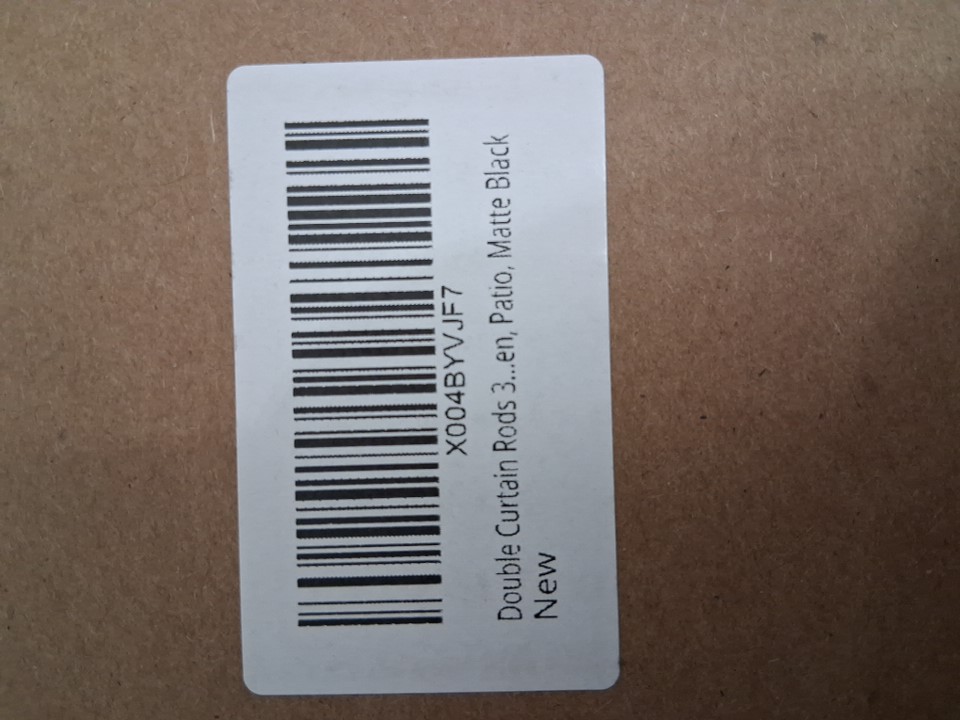 X004BYVJF7
Double Curtain Rods 3...en, Patio, Matte Black
New